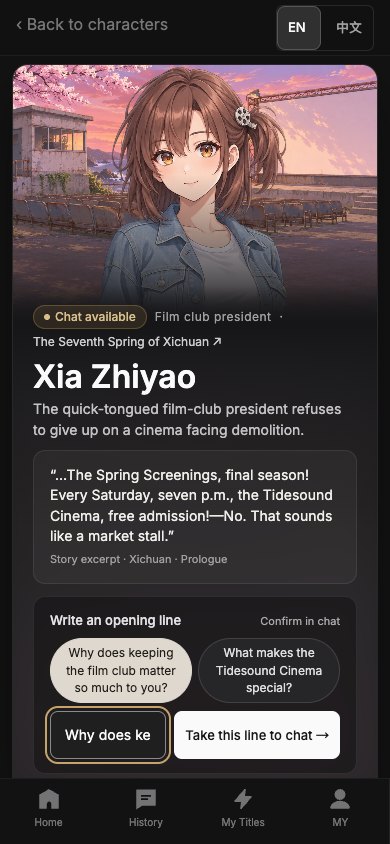 ‹ Back to characters
EN
中文
Chat available
Film club president ·
The Seventh Spring of Xichuan ↗
Xia Zhiyao
The quick-tongued film-club president refuses
to give up on a cinema facing demolition.
“…The Spring Screenings, final season!
Every Saturday, seven p.m., the Tidesound
Cinema, free admission!—No. That sounds
like a market stall.”
Story excerpt · Xichuan · Prologue
Write an opening line
Confirm in chat
Why does keeping
the film club matter
so much to you?
What makes the
Tidesound Cinema
special?
Why does ke
Take this line to chat →
Home
History
My Titles
MY